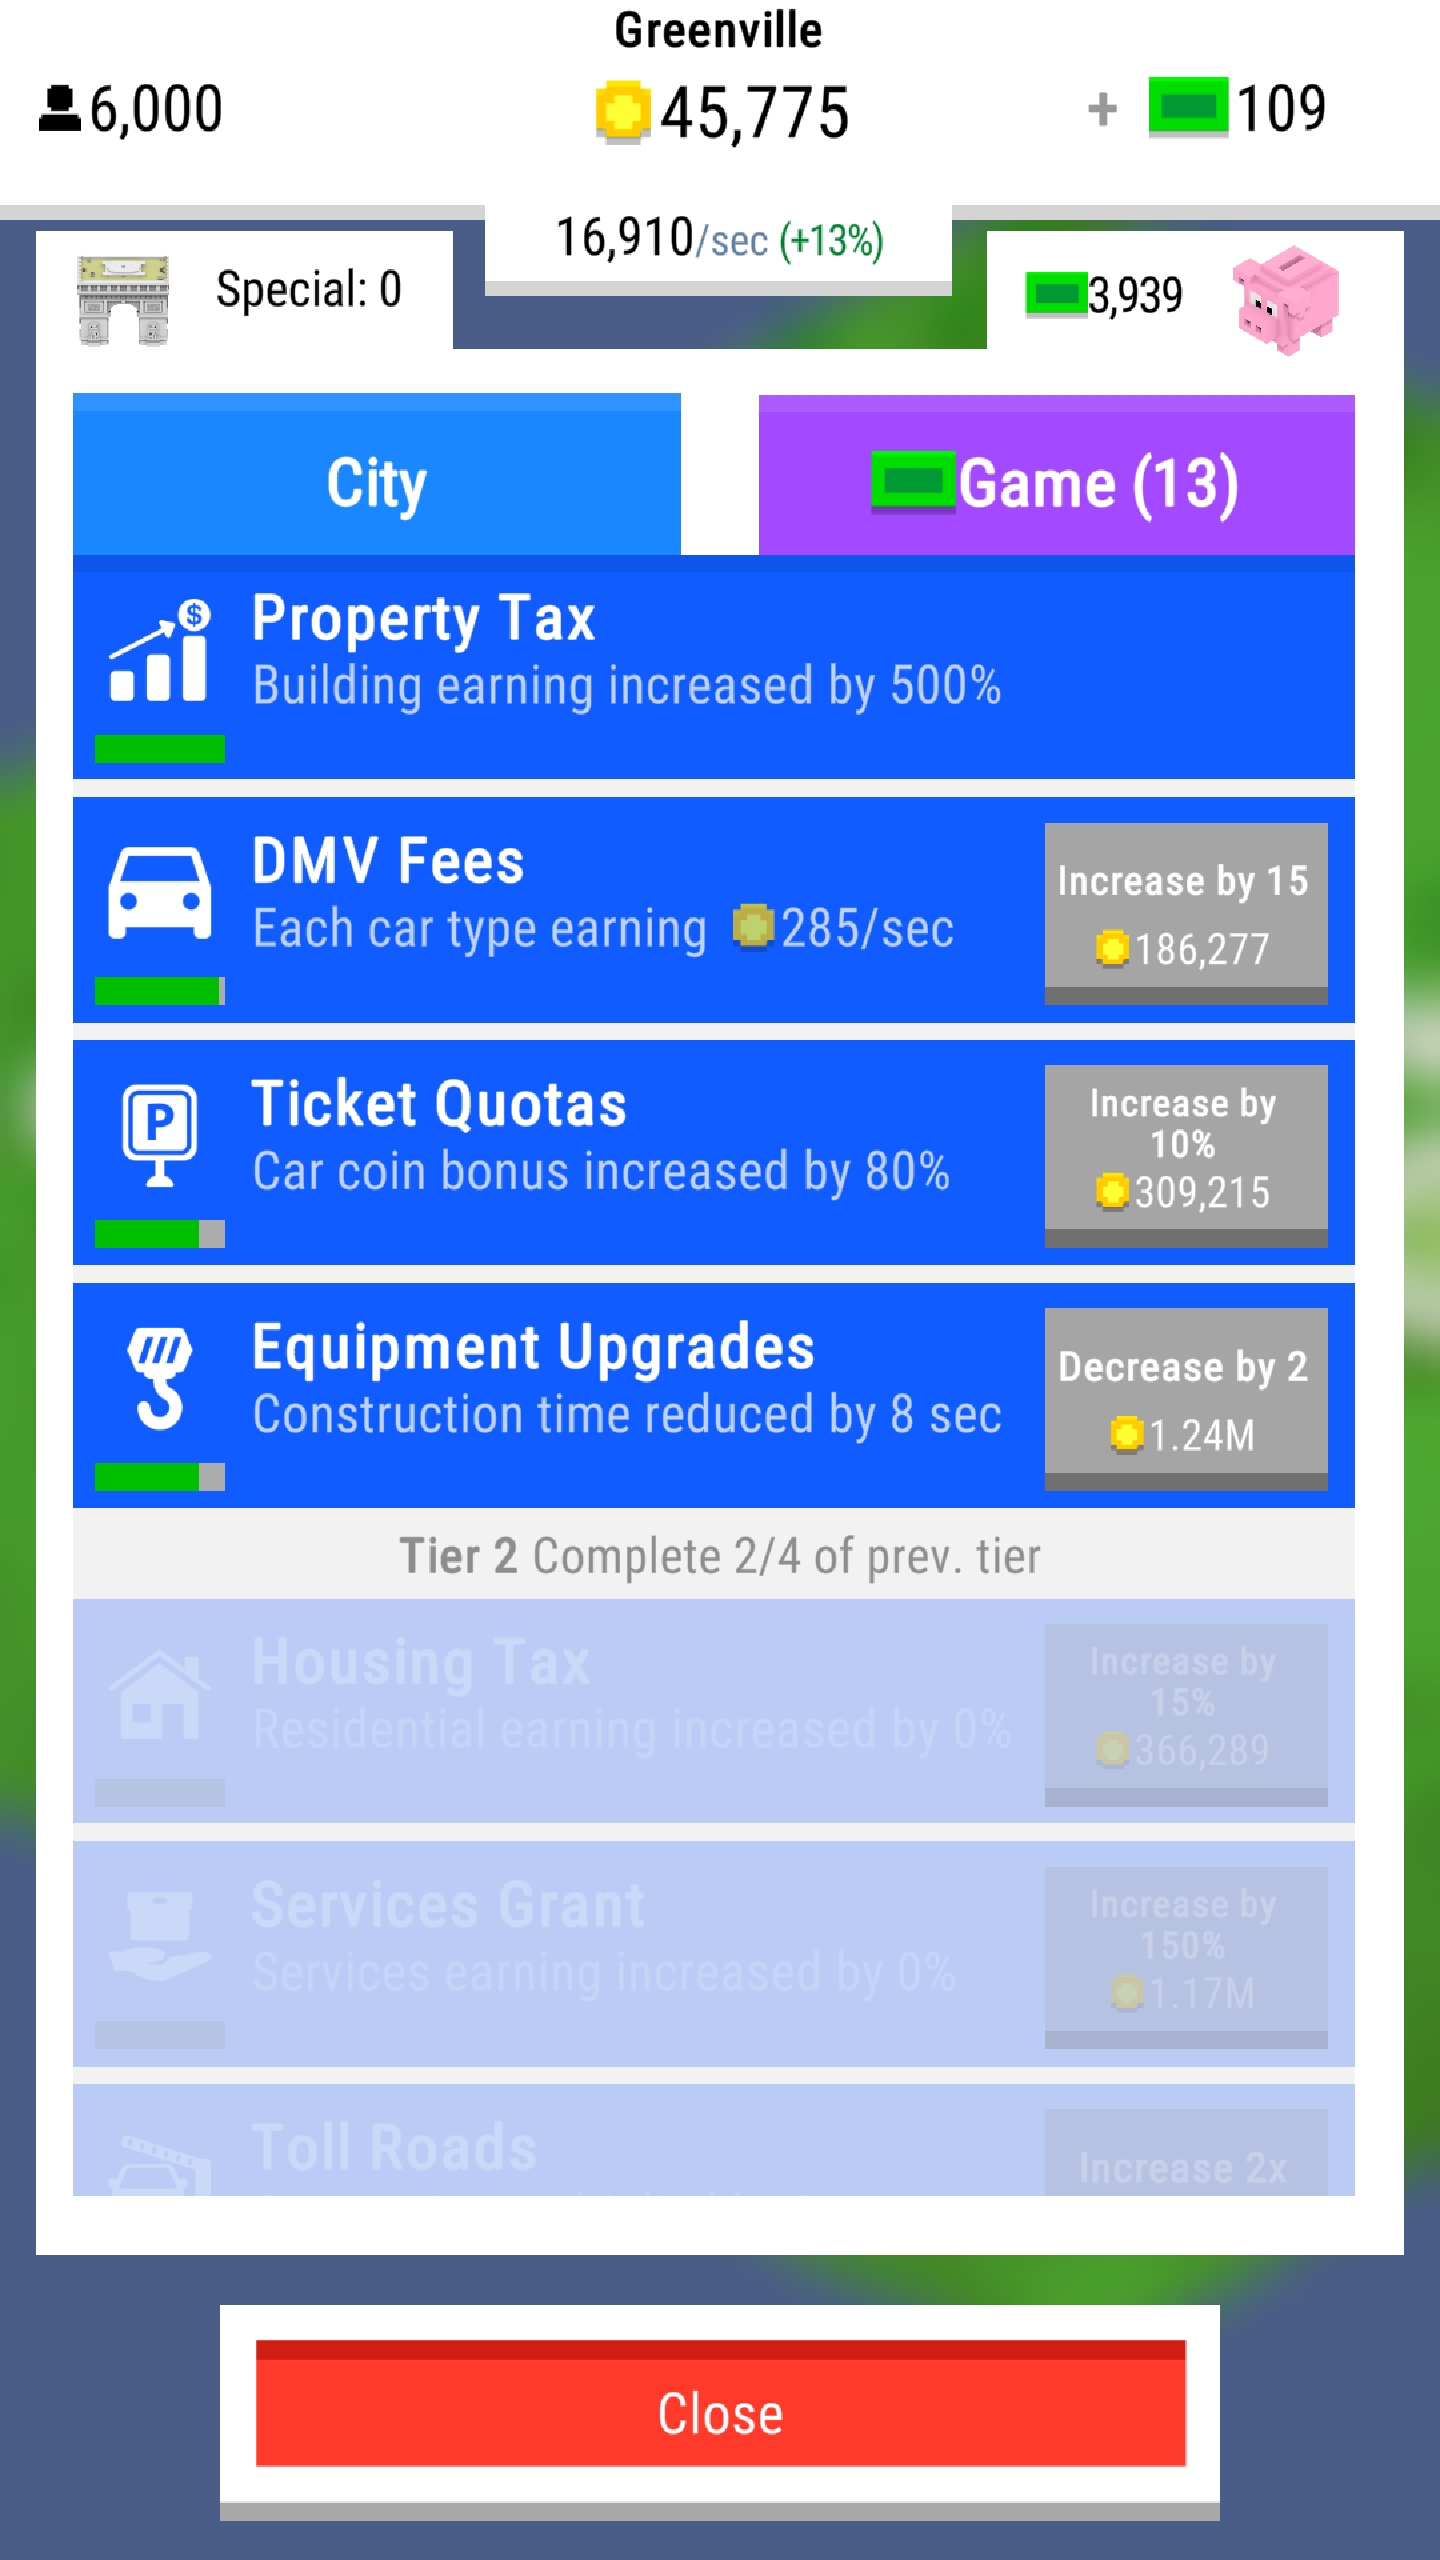 Greenville
6,000
45,775
+ 109
16,910/sec (+13%)
Special: 0
3,939
City
Game (13)
Property Tax
Building earning increased by 500%
DMV Fees
Each car type earning 285/sec
Increase by 15
186,277
Ticket Quotas
Car coin bonus increased by 80%
Increase by
10%
309,215
Equipment Upgrades
Construction time reduced by 8 sec
Decrease by 2
1.24M
Tier 2 Complete 2/4 of prev. tier
Housing Tax
Residential earning increased by 0%
Increase by
15%
366,289
Services Grant
Services earning increased by 0%
Increase by
150%
1.17M
Toll Roads
Increase 2x
Close